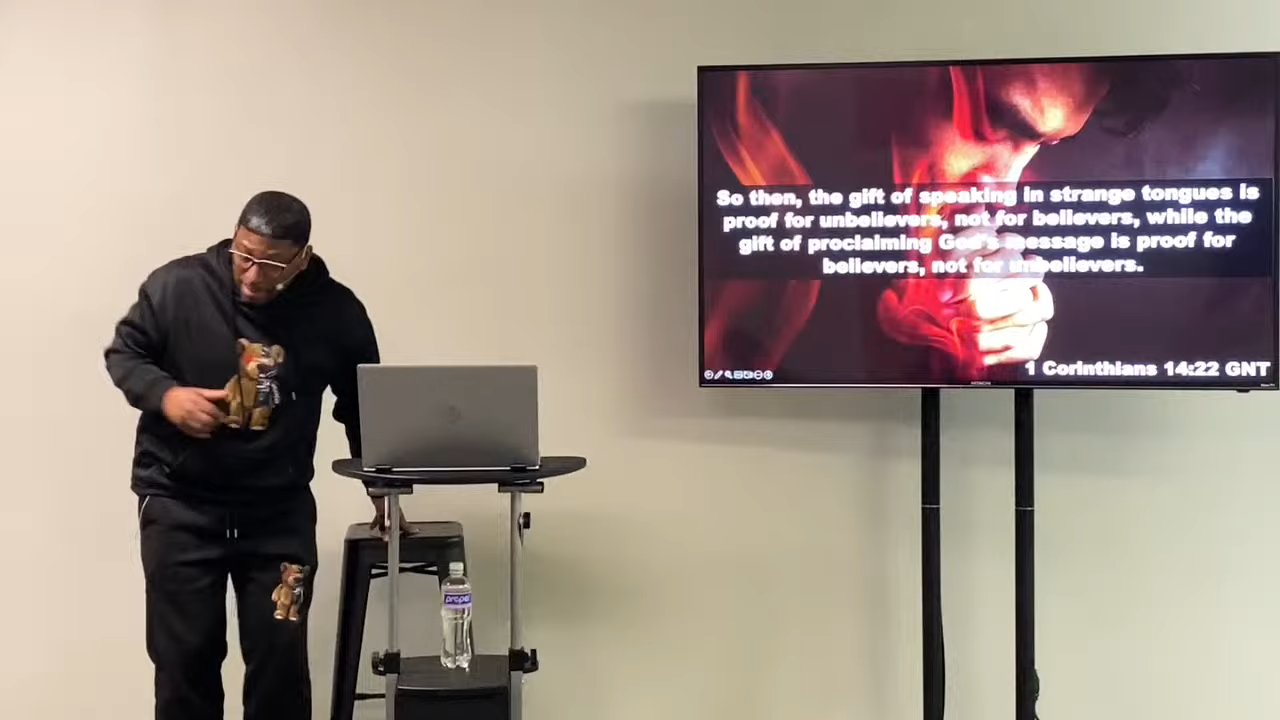 So then, the gift of speaking in strange tongues is
proof for unbelievers, not for believers, while the
gift of proclaiming God's message is proof for
believers, not for unbelievers.
1 Corinthians 14:22 GNT
HITACHI
propel